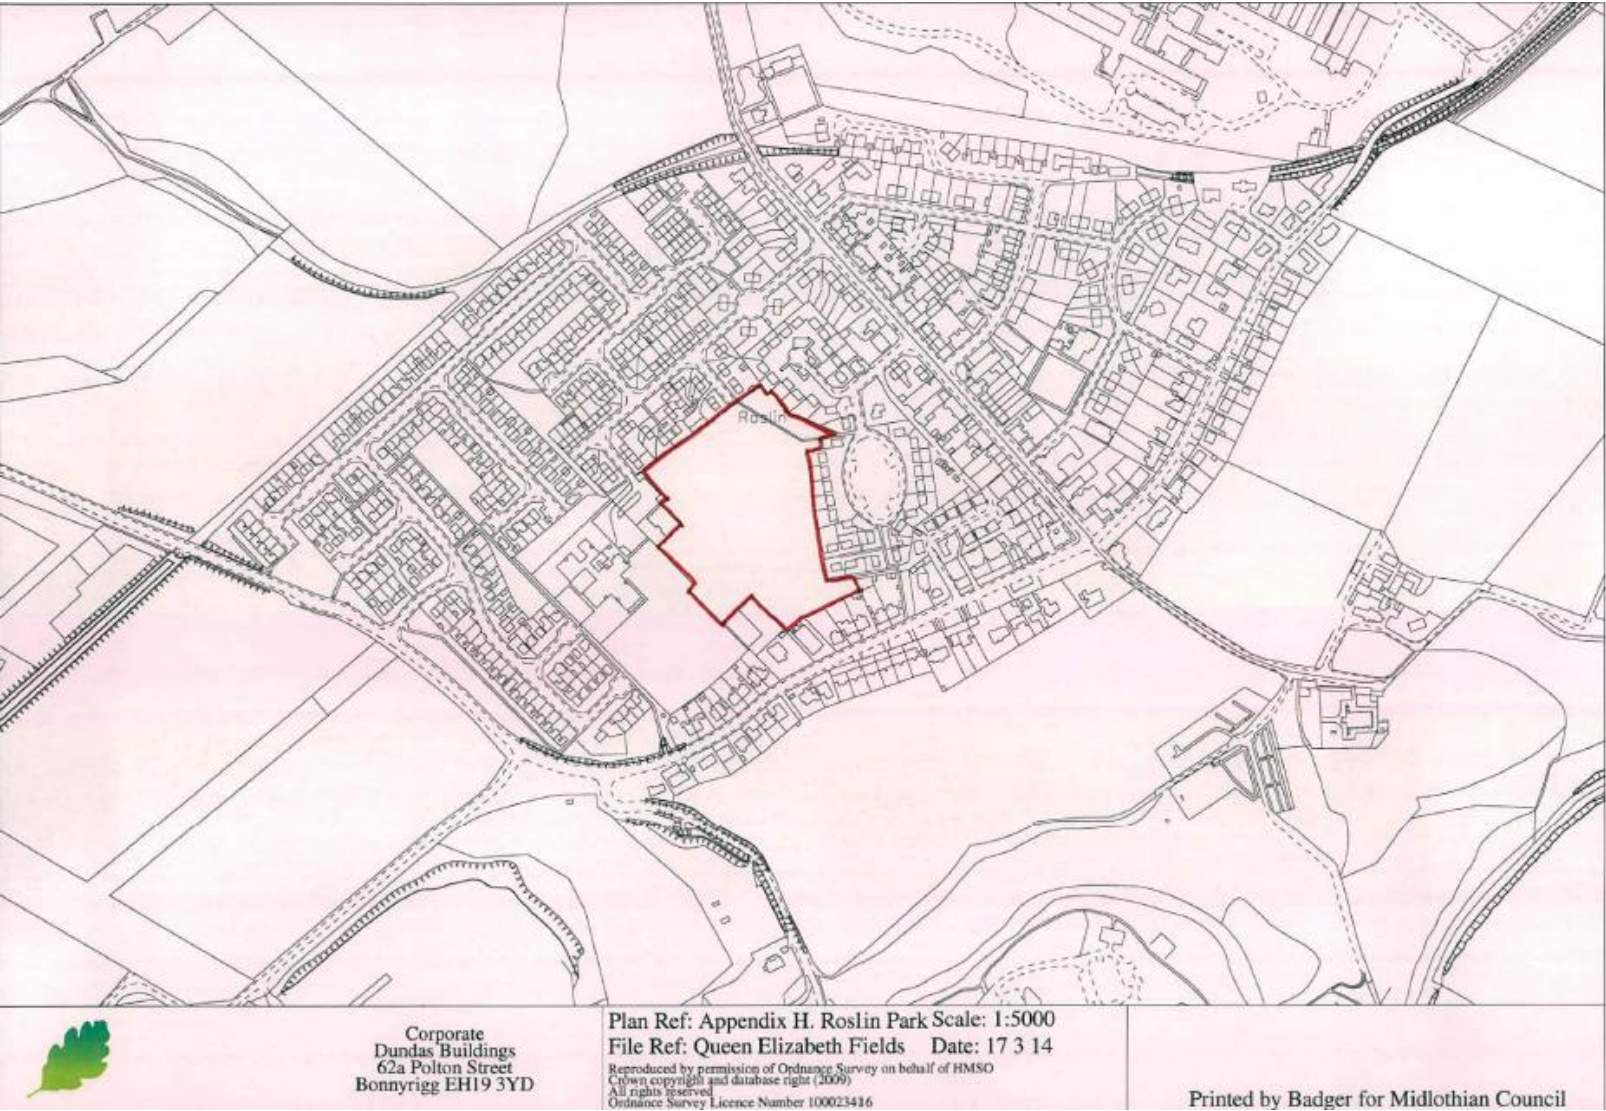 Roslin
Corporate
Dundas Buildings
62a Polton Street
Bonnyrigg EH19 3YD
Plan Ref: Appendix H. Roslin Park Scale: 1:5000
File Ref: Queen Elizabeth Fields Date: 17 3 14
Reproduced by permission of Ordnance Survey on behalf of HMSO
Crown copyright and database right (2009)
All rights reserved
Ordnance Survey Licence Number 100023416
Printed by Badger for Midlothian Council